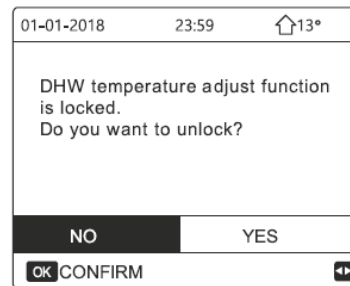 01-01-2018 23:59 13°
DHW temperature adjust function
is locked.
Do you want to unlock?
NO YES
OK CONFIRM